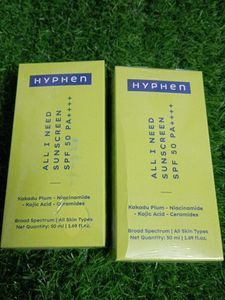 HYPHEN
ALL I NEED
SUNSCREEN
SPF 50 PA++++
Kakadu Plum - Niacinamide
- Kojic Acid - Ceramides
Broad Spectrum | All Skin Types
Net Quantity: 50 ml | 1.69 fl.oz.
HYPHEN
ALL I NEED
SUNSCREEN
SPF 50 PA++++
Kakadu Plum - Niacinamide
- Kojic Acid - Ceramides
Broad Spectrum | All Skin Types
Net Quantity: 50 ml | 1.69 fl.oz.